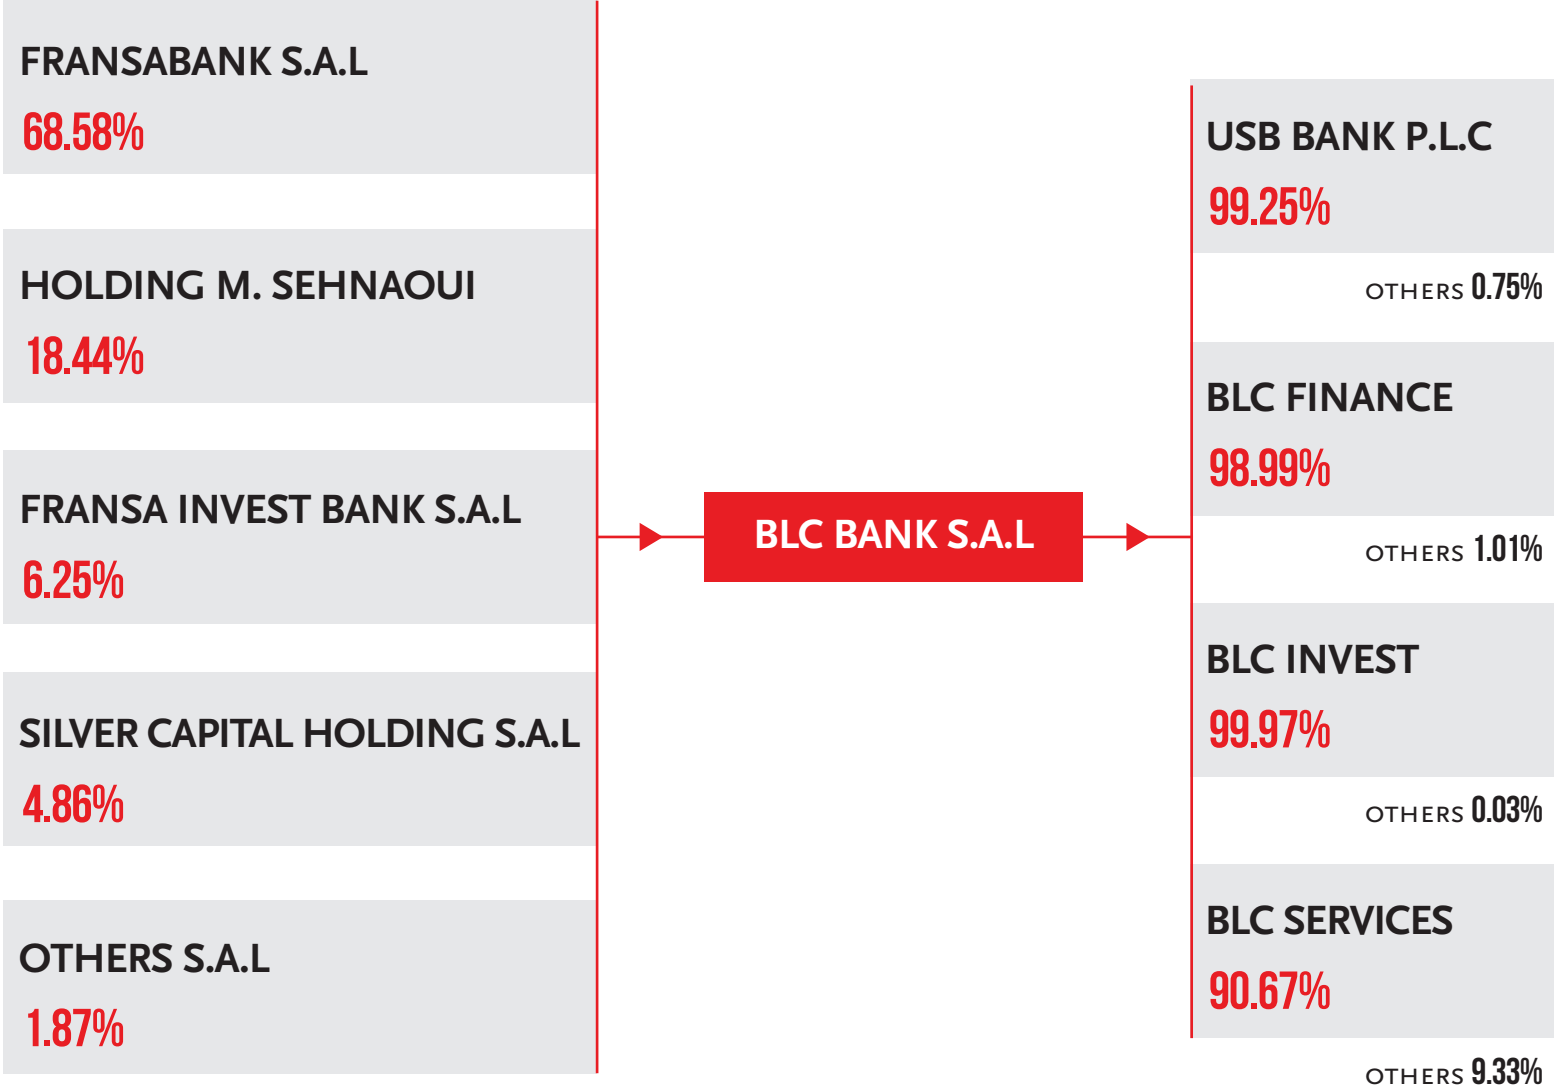 FRANSABANK S.A.L
68.58%
HOLDING M. SEHNAOUI
18.44%
FRANSA INVEST BANK S.A.L
6.25%
SILVER CAPITAL HOLDING S.A.L
4.86%
OTHERS S.A.L
1.87%
BLC BANK S.A.L
USB BANK P.L.C
99.25%
OTHERS 0.75%
BLC FINANCE
98.99%
OTHERS 1.01%
BLC INVEST
99.97%
OTHERS 0.03%
BLC SERVICES
90.67%
OTHERS 9.33%